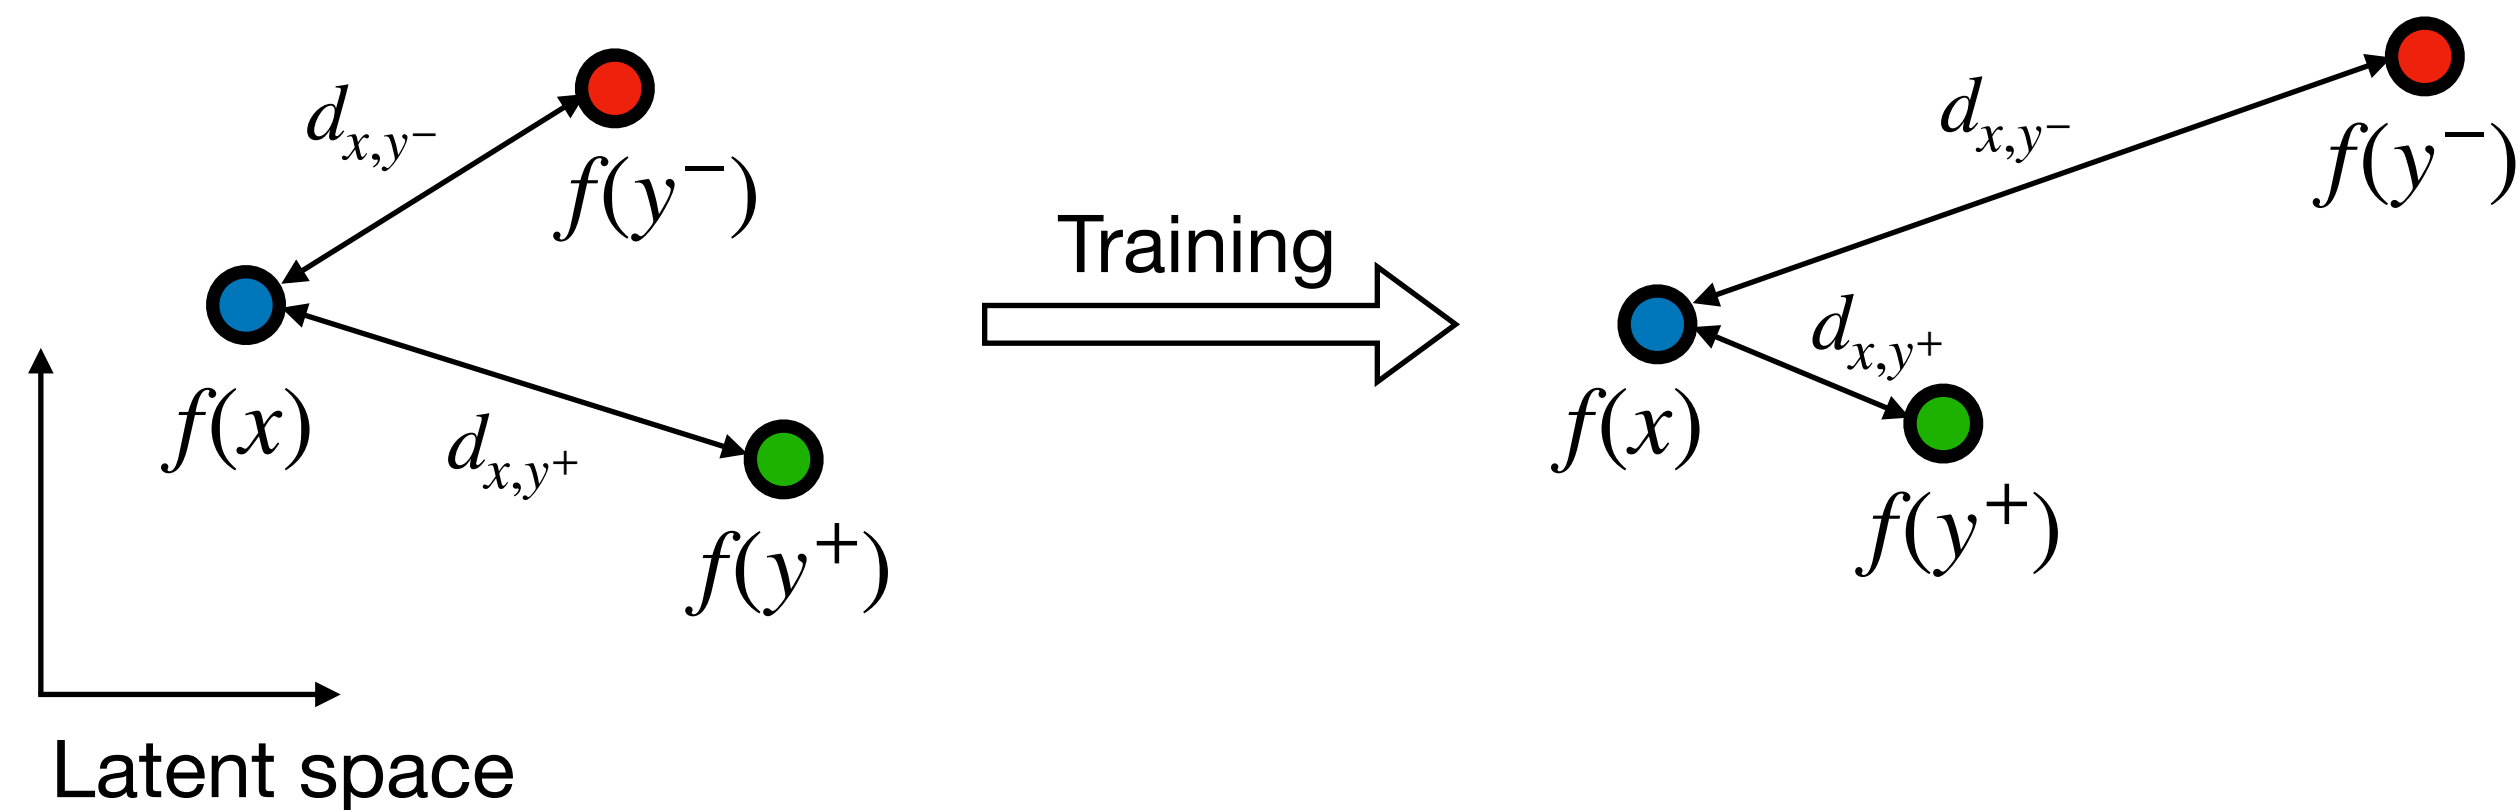 d_{x,y^-}
f(y^-)
f(x)
d_{x,y^+}
f(y^+)
Latent space
Training
d_{x,y^-}
f(y^-)
d_{x,y^+}
f(x)
f(y^+)